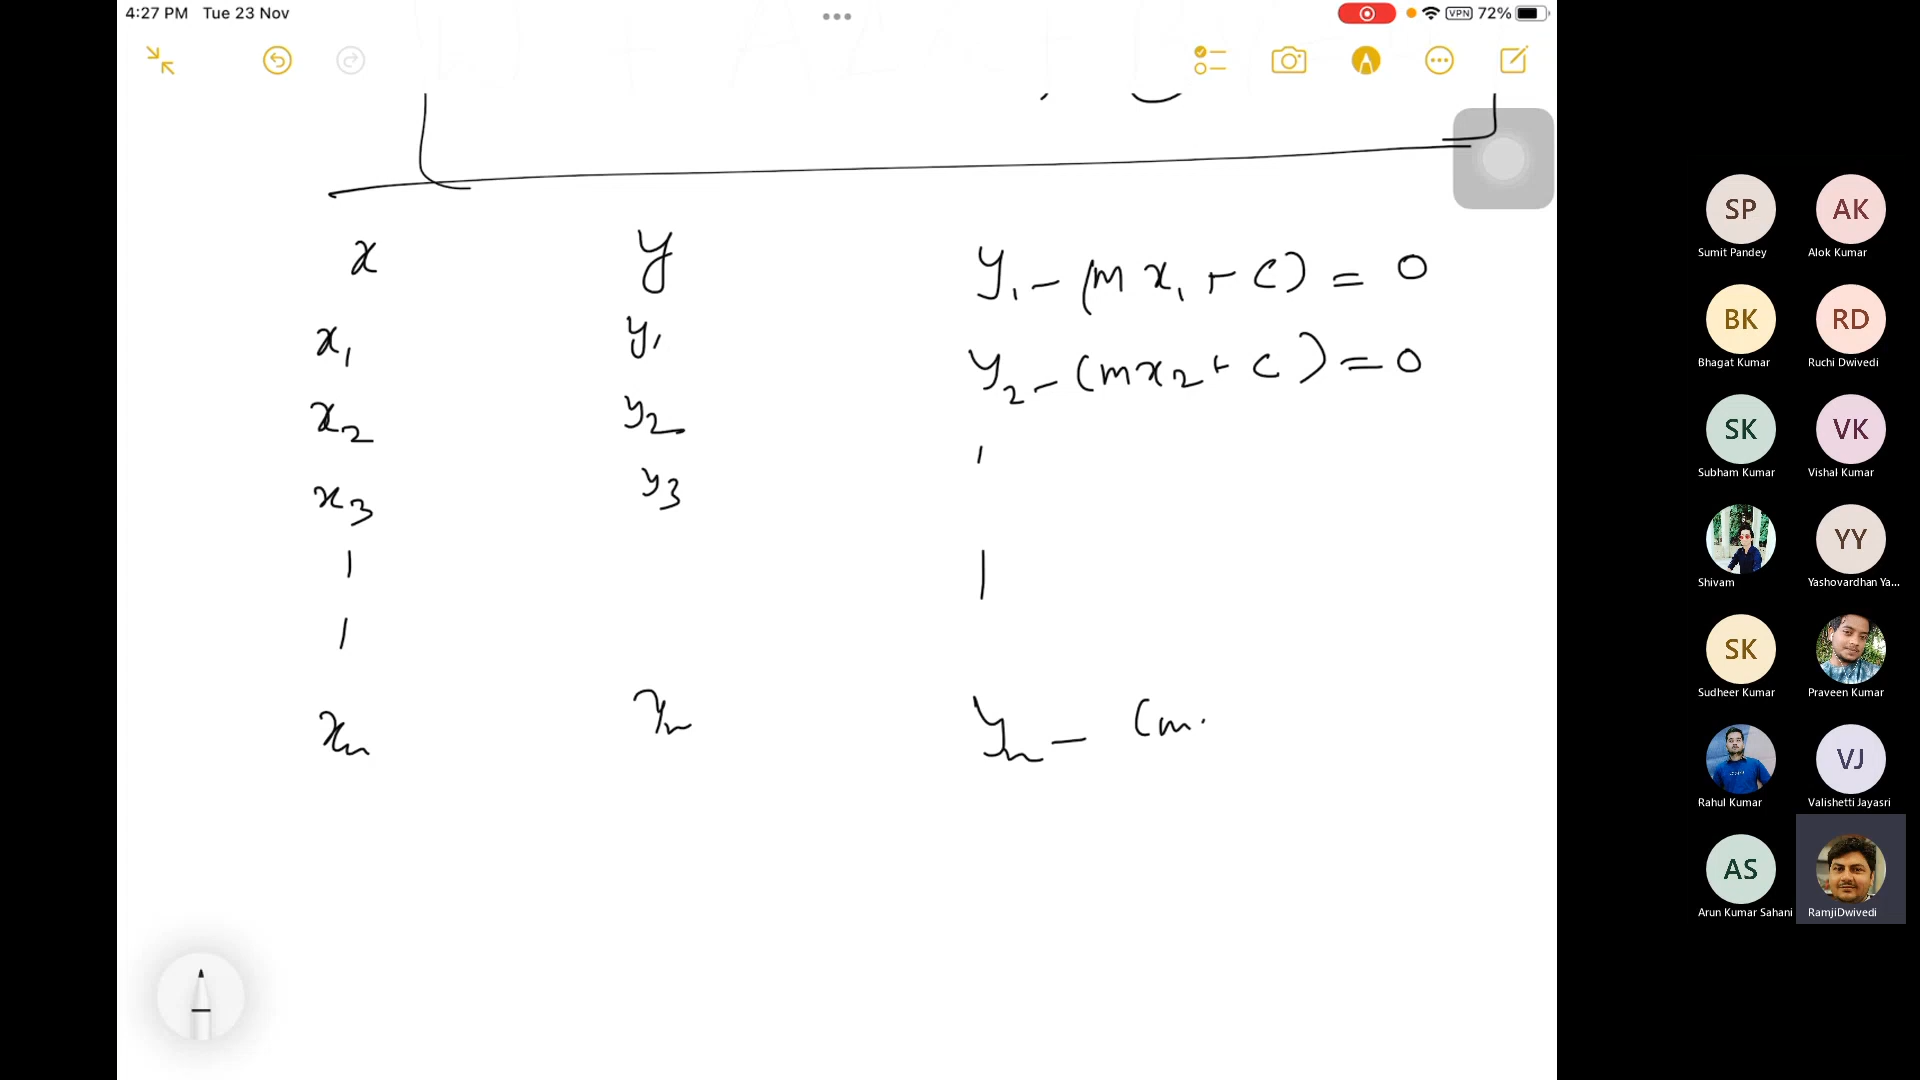 4:27 PM Tue 23 Nov
VPN 72%
x y y₁ - (m x₁ + c) = 0
x₁ y₁
x₂ y₂ y₂ - (mx₂ + c) = 0
x₃ y₃
xₙ yₙ yₙ - (m
SP AK
Sumit Pandey Alok Kumar
BK RD
Bhagat Kumar Ruchi Dwivedi
SK VK
Subham Kumar Vishal Kumar
YY
Shivam Yashovardhan Ya...
SK
Sudheer Kumar Praveen Kumar
VJ
Rahul Kumar Valishetti Jayasri
AS
Arun Kumar Sahani RamjiDwivedi